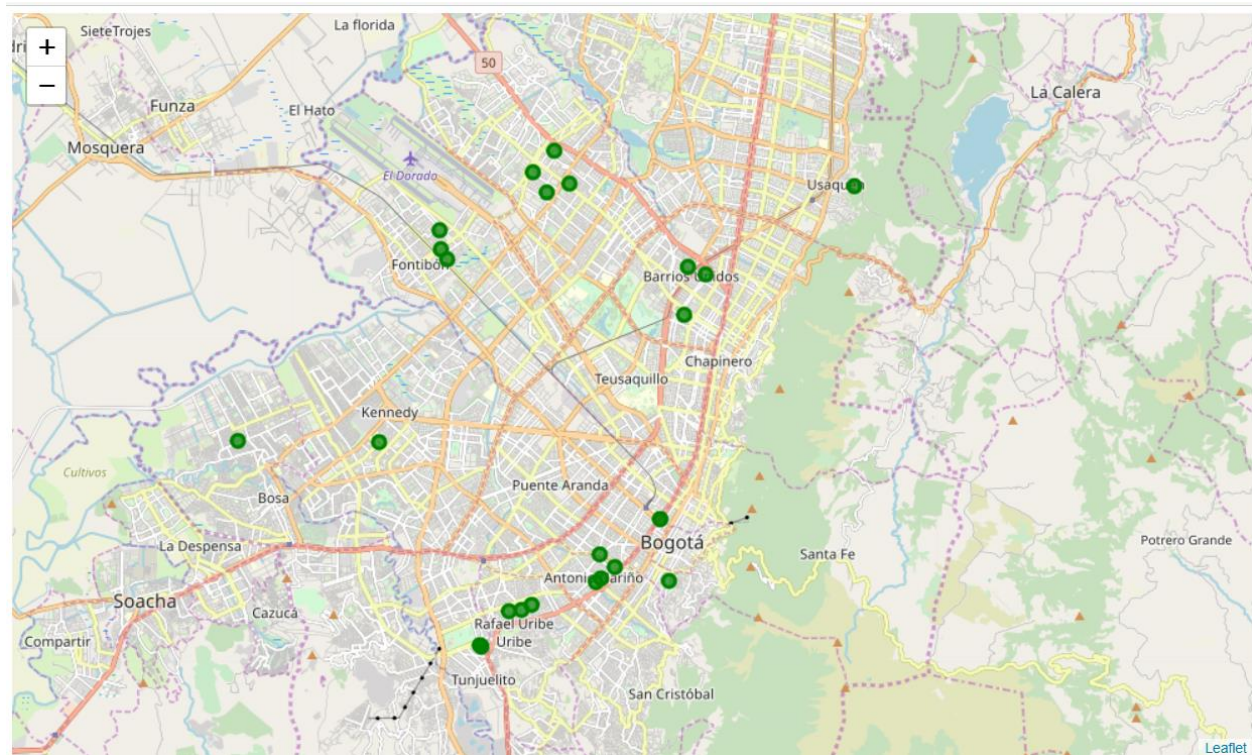 SieteTrojes
La florida
+
−
50
La Calera
Funza
El Hato
Mosquera
El Dorado
Usaquén
Fontibón
Barrios Unidos
Chapinero
Teusaquillo
Kennedy
Cultivos
Puente Aranda
Bosa
La Despensa
Bogotá
Santa Fe
Potrero Grande
Antonio Nariño
Soacha
Cazucá
Rafael Uribe
Uribe
Compartir
Tunjuelito
San Cristóbal
Leaflet